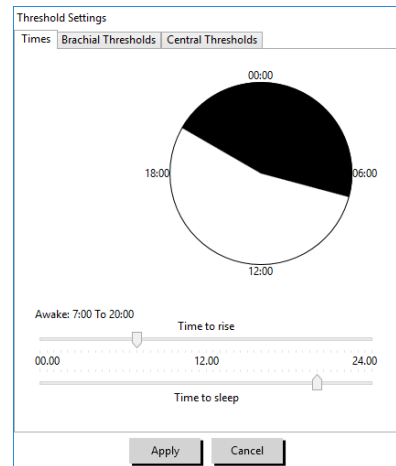 Threshold Settings
Times Brachial Thresholds Central Thresholds
00:00
18:00 06:00
12:00
Awake: 7:00 To 20:00
Time to rise
00.00 12.00 24.00
Time to sleep
Apply Cancel